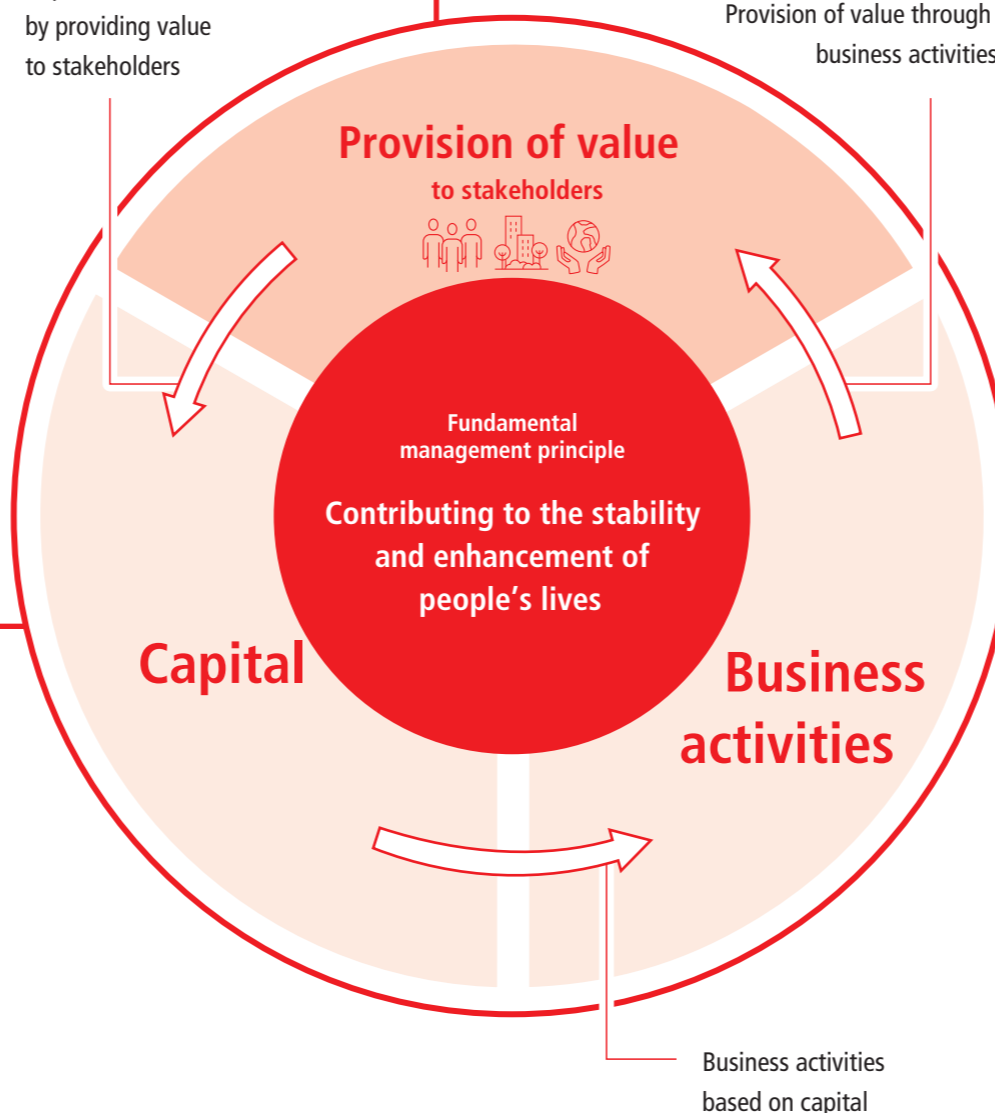 by providing value
to stakeholders
Provision of value through
business activities
Provision of value
to stakeholders
Fundamental
management principle
Contributing to the stability
and enhancement of
people’s lives
Capital
Business
activities
Business activities
based on capital